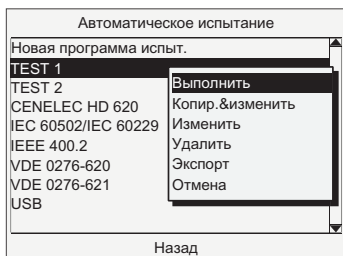 Автоматическое испытание
Новая программа испыт.
TEST 1
Выполнить
TEST 2
Копир.&изменить
CENELEC HD 620
IEC 60502/IEC 60229
Изменить
IEEE 400.2
Удалить
VDE 0276-620
Экспорт
VDE 0276-621
Отмена
USB
Назад